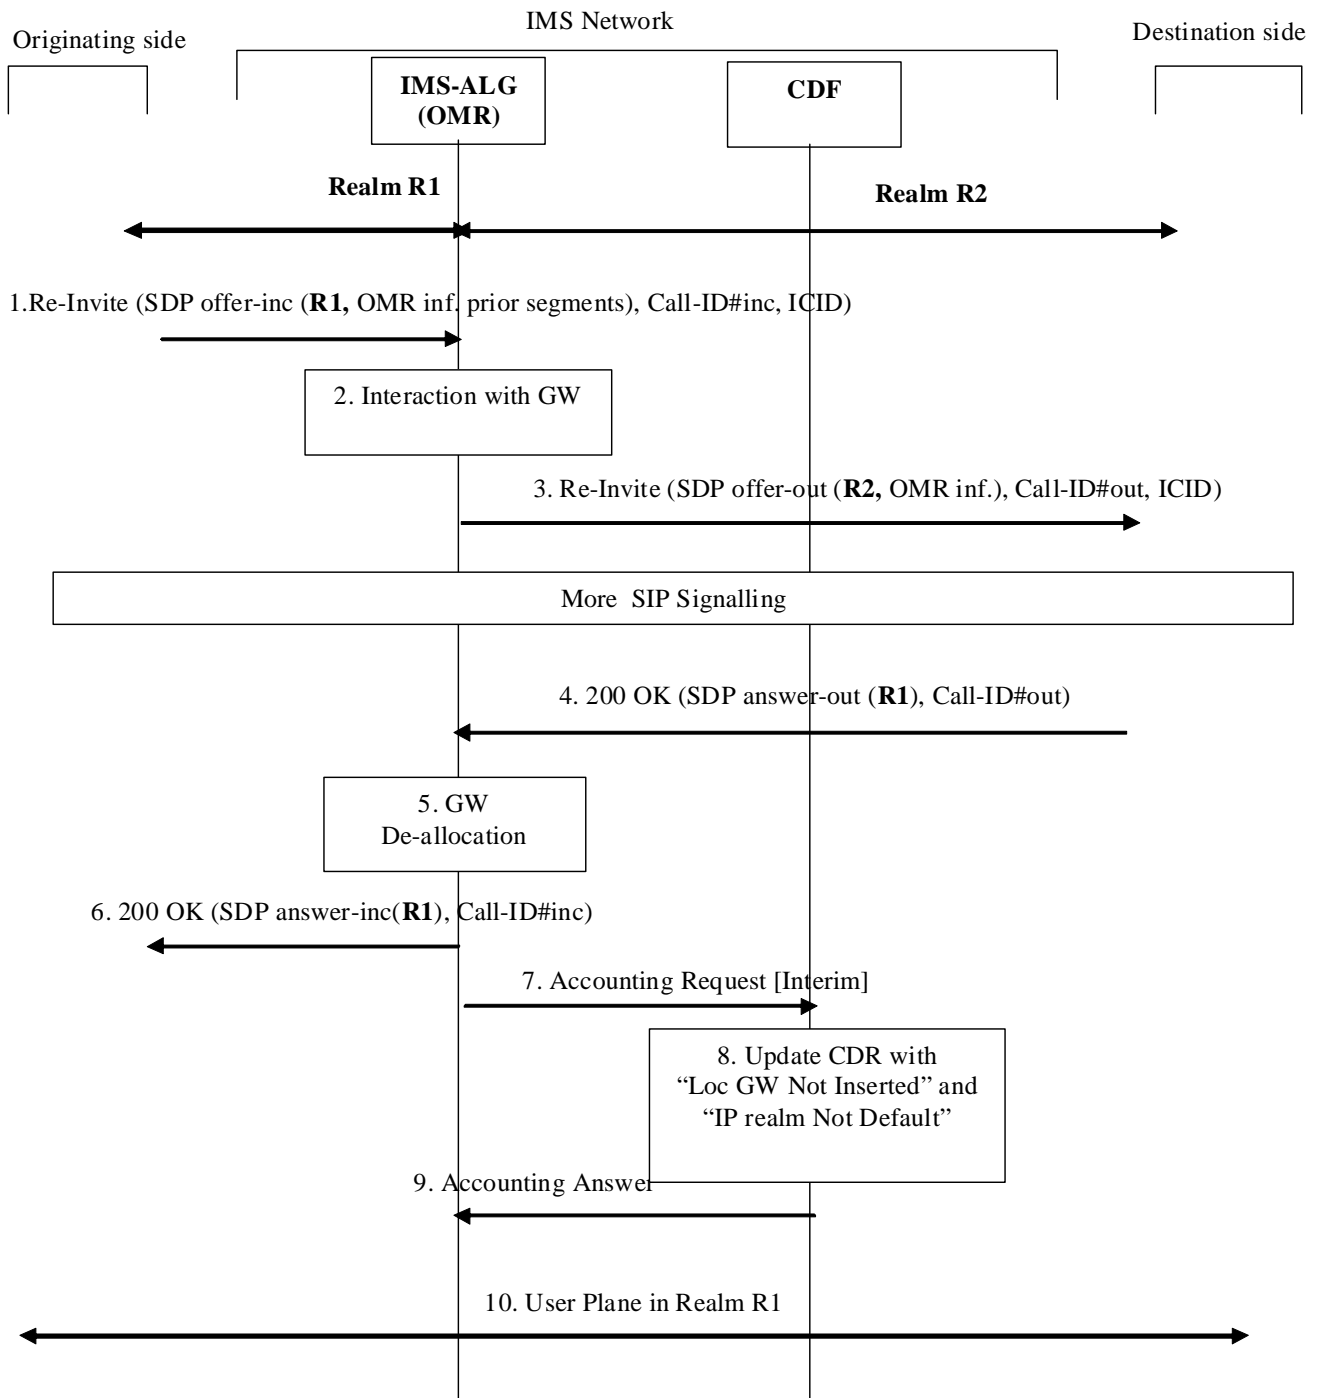 IMS Network
Originating side
Destination side
IMS-ALG
(OMR)
CDF
Realm R1
Realm R2
1.Re-Invite (SDP offer-inc (R1, OMR inf. prior segments), Call-ID#inc, ICID)
2. Interaction with GW
3. Re-Invite (SDP offer-out (R2, OMR inf.), Call-ID#out, ICID)
More SIP Signalling
4. 200 OK (SDP answer-out (R1), Call-ID#out)
5. GW
De-allocation
6. 200 OK (SDP answer-inc(R1), Call-ID#inc)
7. Accounting Request [Interim]
8. Update CDR with
“Loc GW Not Inserted” and
“IP realm Not Default”
9. Accounting Answer
10. User Plane in Realm R1